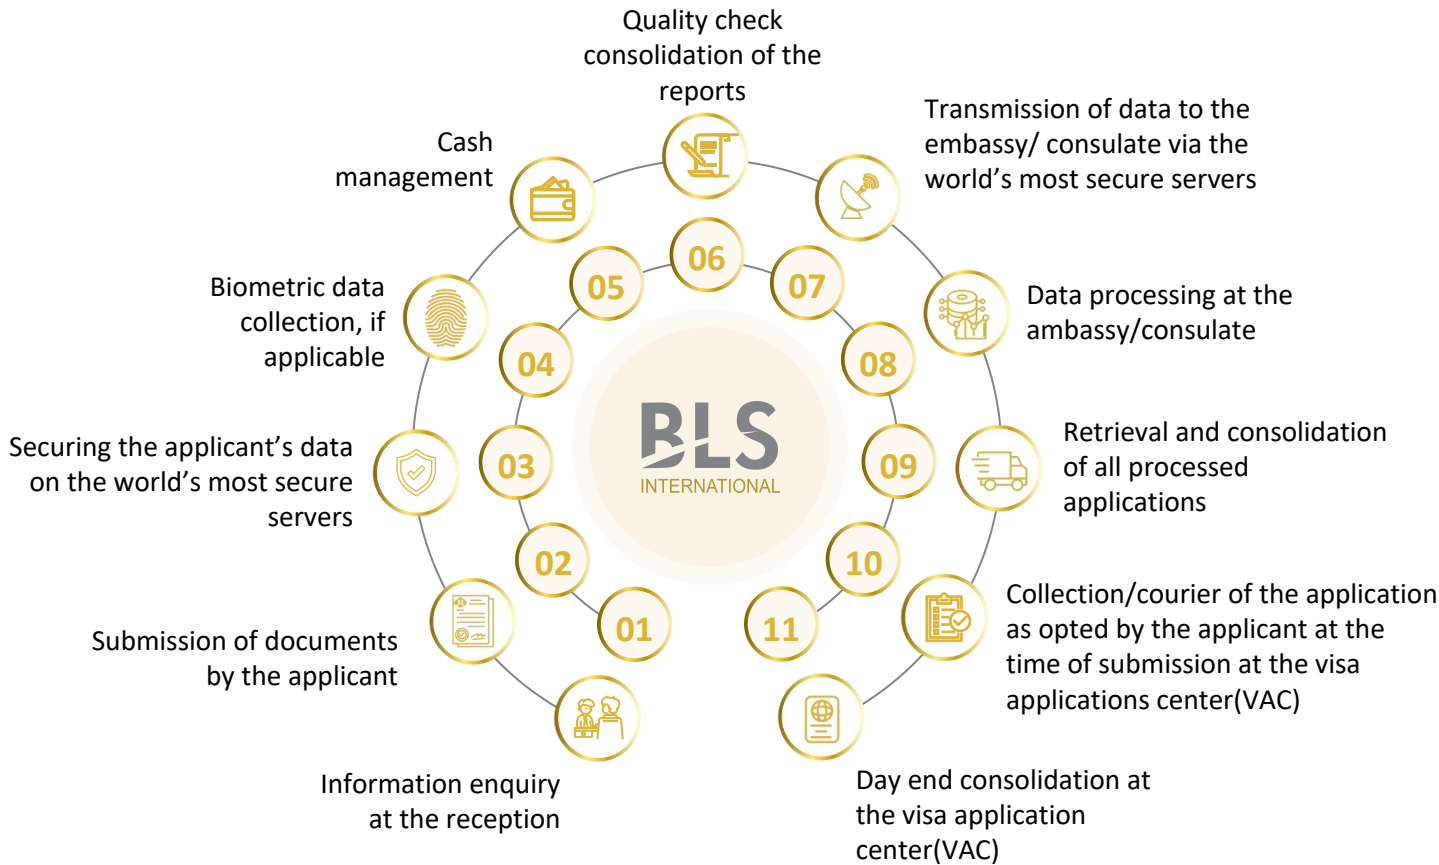 Quality check
consolidation of the
reports
Transmission of data to the
embassy/ consulate via the
world's most secure servers
Cash
management
Biometric data
collection, if
applicable
Data processing at the
ambassy/consulate
Securing the applicant's data
on the world's most secure
servers
Retrieval and consolidation
of all processed
applications
Submission of documents
by the applicant
Collection/courier of the application
as opted by the applicant at the
time of submission at the visa
applications center(VAC)
Information enquiry
at the reception
Day end consolidation at
the visa application
center(VAC)
01
02
03
04
05
06
07
08
09
10
11
BLS
INTERNATIONAL